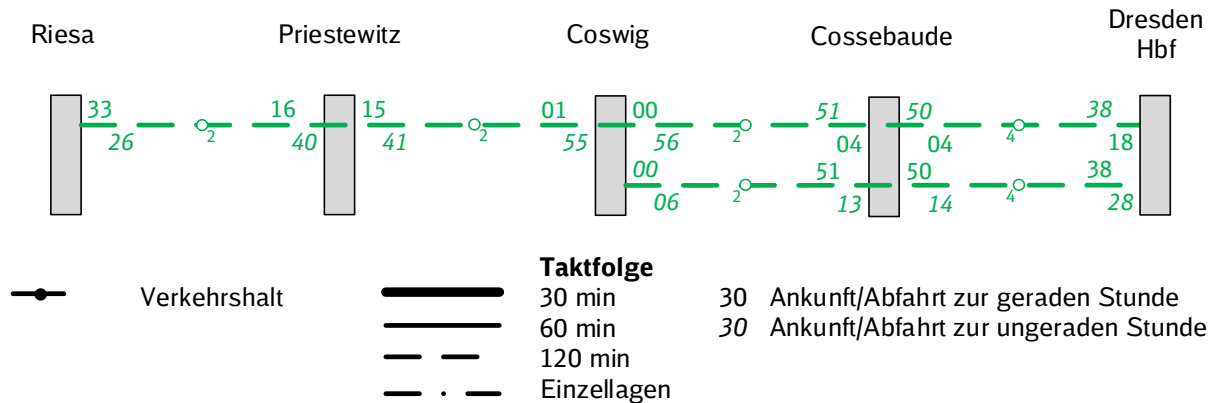 Riesa Priestewitz Coswig Cossebaude Dresden
Hbf
33 16 15 01 00 51 50 38
26 2 40 41 2 55 56 2 04 04 4 18
00 51 50 38
06 2 13 14 4 28
Taktfolge
Verkehrshalt 30 min 30 Ankunft/Abfahrt zur geraden Stunde
60 min 30 Ankunft/Abfahrt zur ungeraden Stunde
120 min
Einzellagen